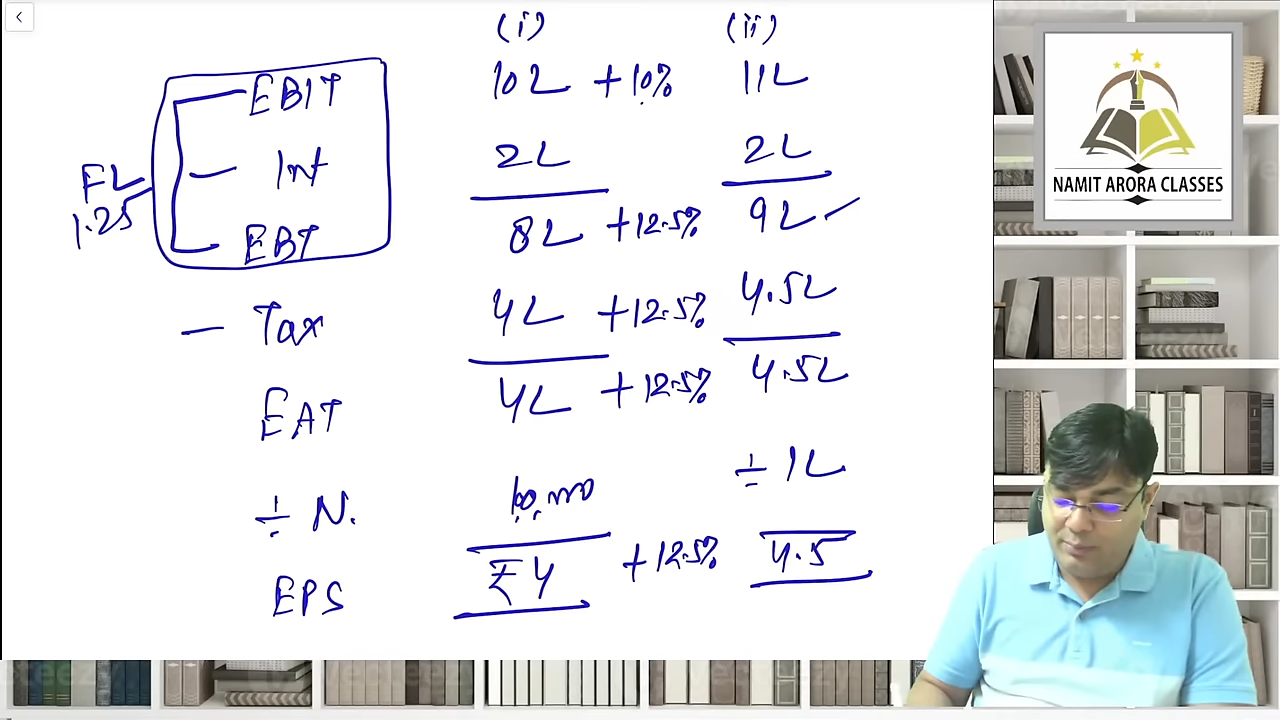 (i) (ii)
EBIT 10L +10% 11L
— Int 2L 2L
FL
1.25
EBT 8L +12.5% 9L
— Tax 4L +12.5% 4.5L
EAT 4L +12.5% 4.5L
÷ N. ÷ 1L
EPS ₹4 +12.5% 4.5
NAMIT ARORA CLASSES